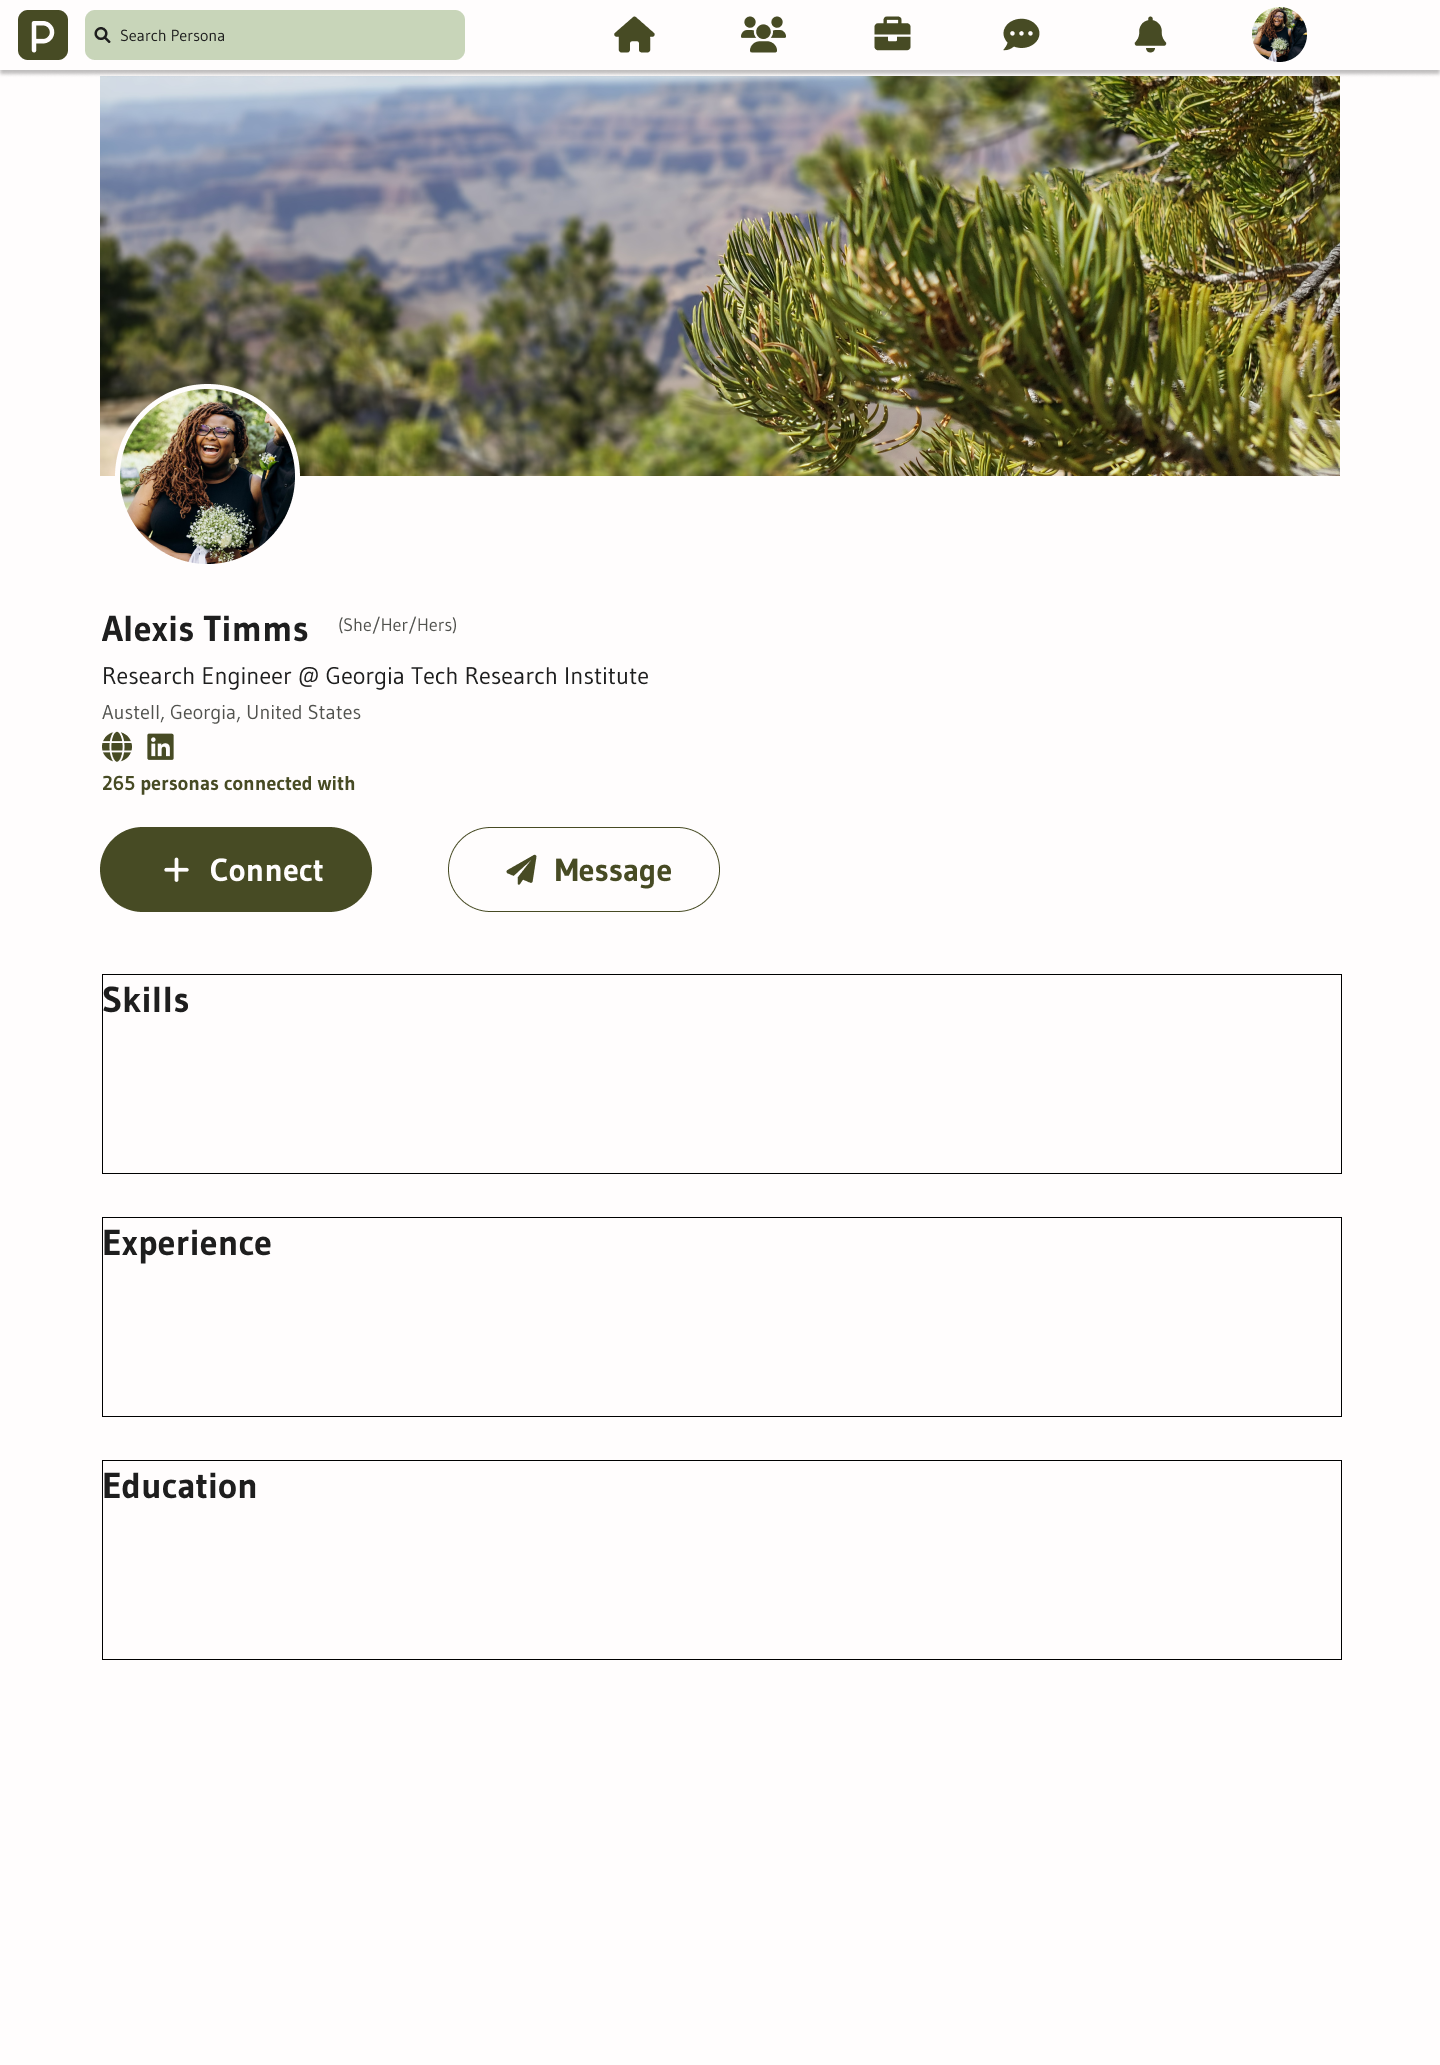 P
Search Persona
Alexis Timms (She/Her/Hers)
Research Engineer @ Georgia Tech Research Institute
Austell, Georgia, United States
in
265 personas connected with
Connect
Message
Skills
Experience
Education